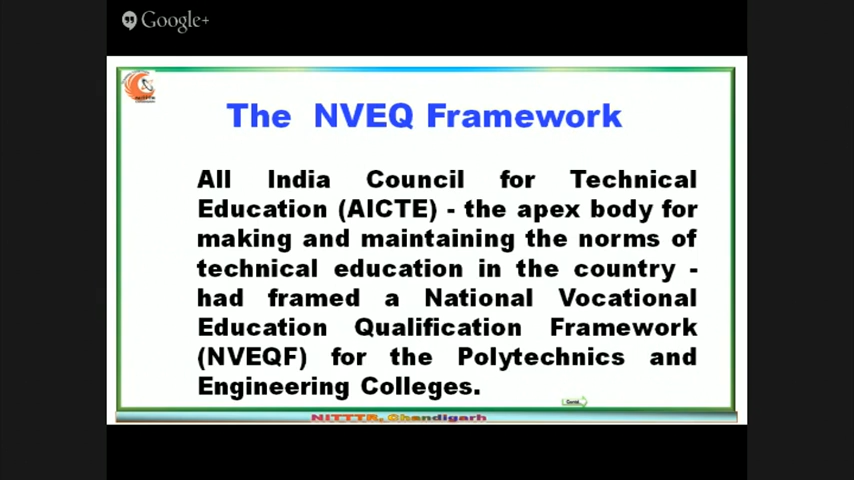 Google+
The NVEQ Framework
All India Council for Technical
Education (AICTE) - the apex body for
making and maintaining the norms of
technical education in the country -
had framed a National Vocational
Education Qualification Framework
(NVEQF) for the Polytechnics and
Engineering Colleges.
NITTTR, Chandigarh